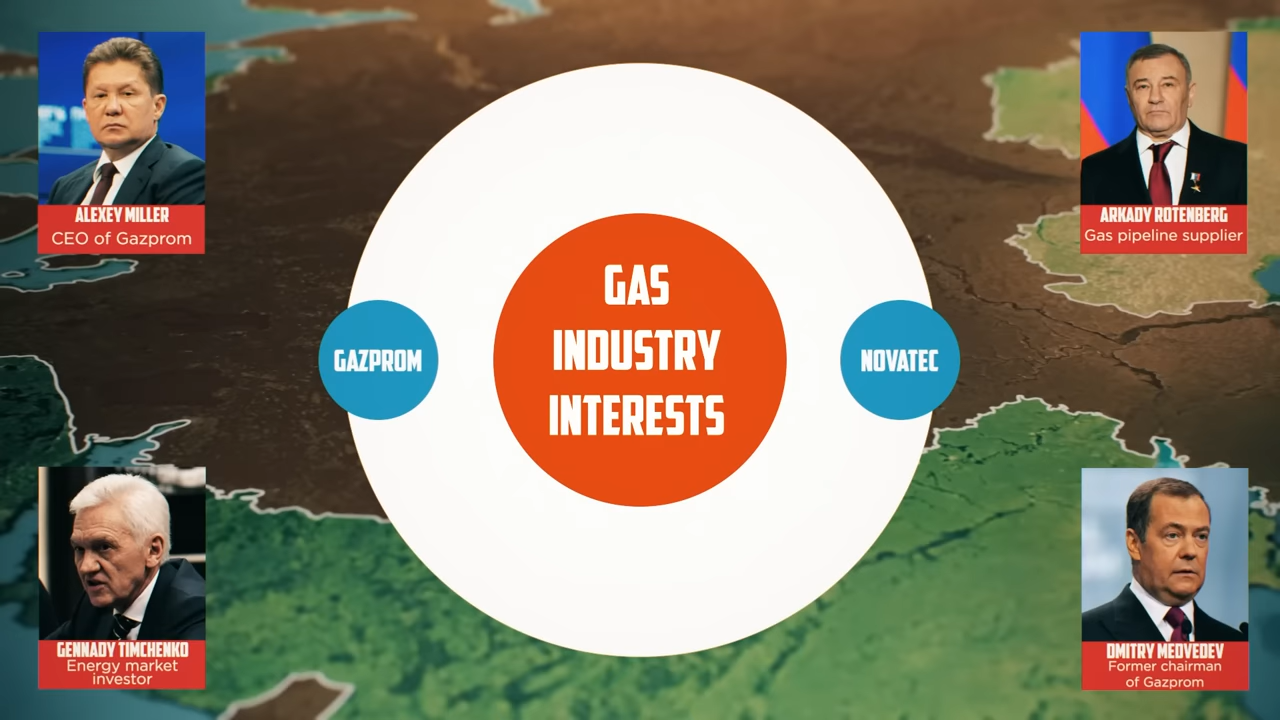 ALEXEY MILLER
CEO of Gazprom
ARKADY ROTENBERG
Gas pipeline supplier
GAS
INDUSTRY
INTERESTS
GAZPROM
NOVATEC
GENNADY TIMCHENKO
Energy market
investor
DMITRY MEDVEDEV
Former chairman
of Gazprom